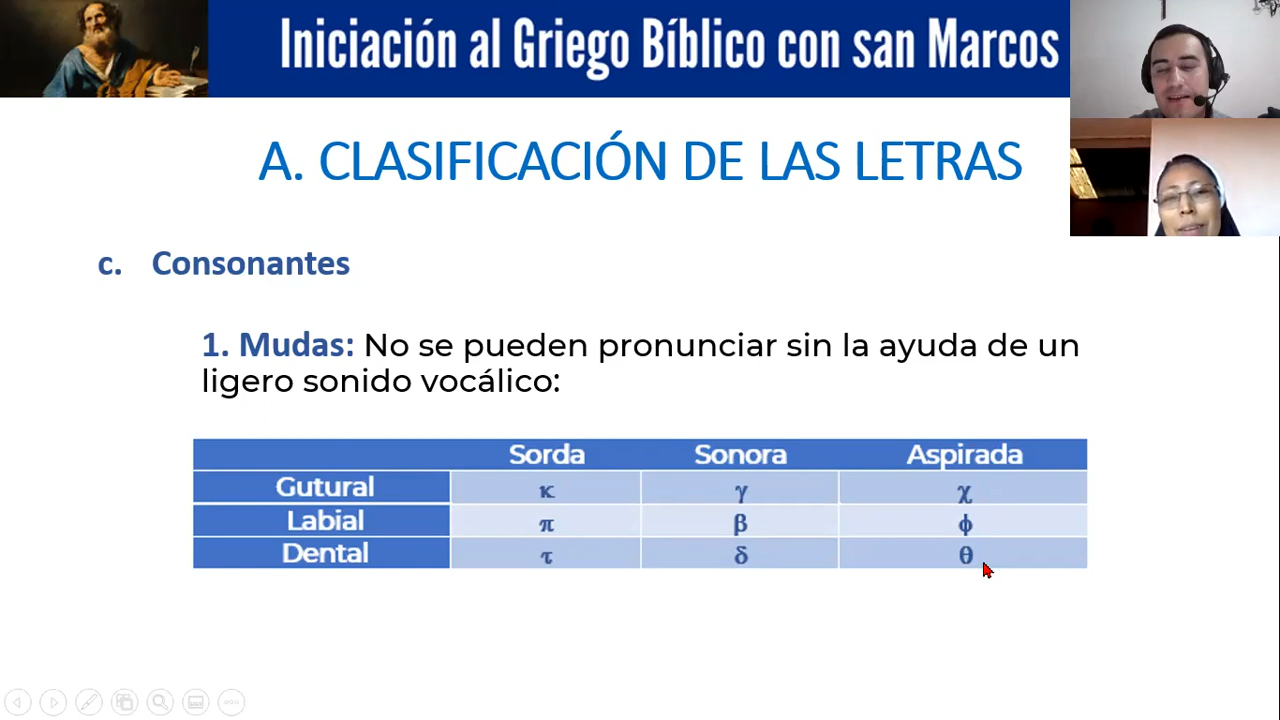 Iniciación al Griego Bíblico con san Marcos
A. CLASIFICACIÓN DE LAS LETRAS
c. Consonantes
1. Mudas: No se pueden pronunciar sin la ayuda de un
ligero sonido vocálico:
Sorda Sonora Aspirada
Gutural κ γ χ
Labial π β ϕ
Dental τ δ θ